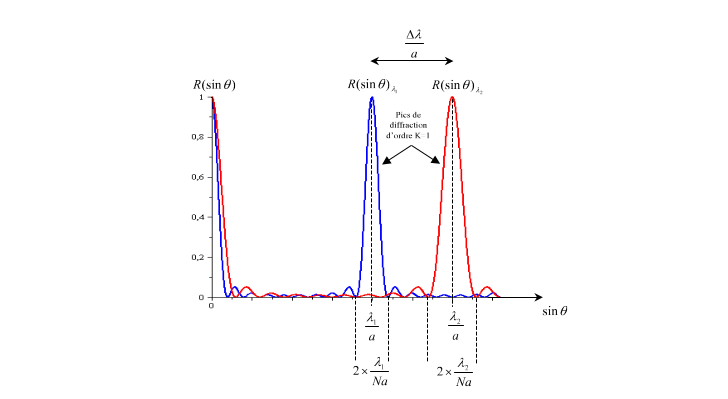 Δλ/a
R(sin θ)
R(sin θ)λ₁
R(sin θ)λ₂
1
Pics de
diffraction
d'ordre K=1
0,8
0,6
0,4
0,2
0
0
sin θ
λ₁/a
λ₂/a
2 × λ₁/Na
2 × λ₂/Na